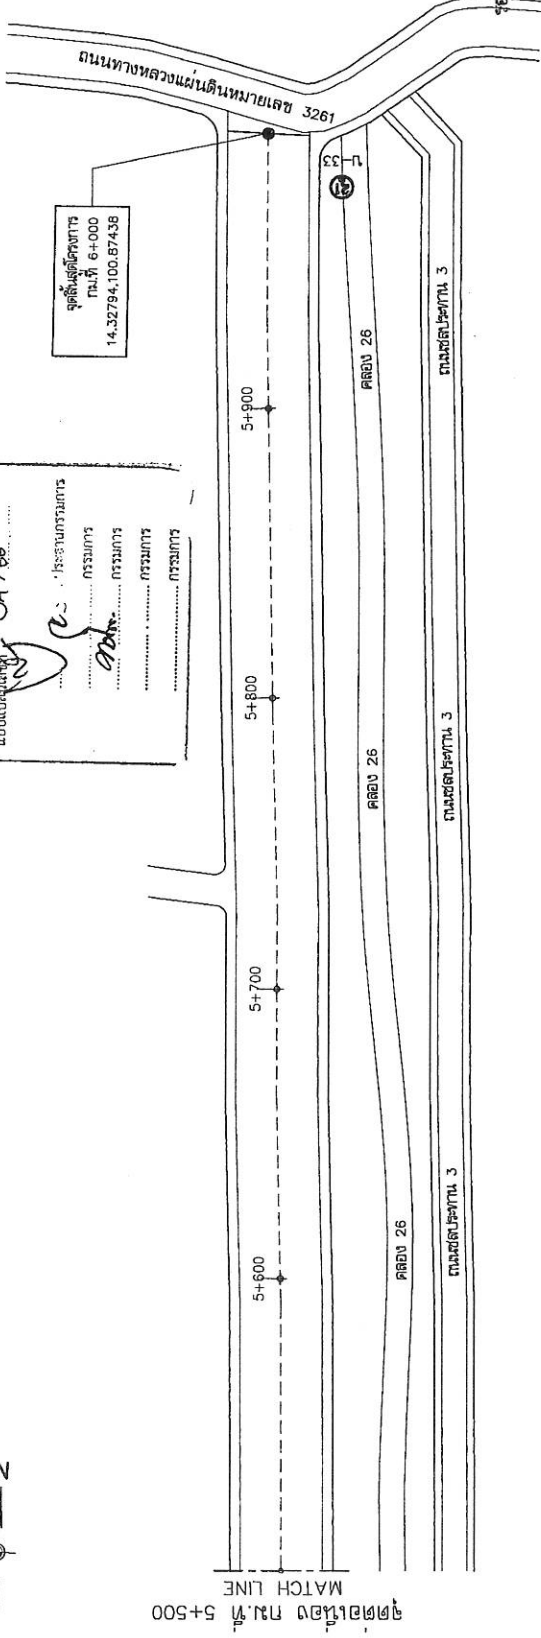 ถนนทางหลวงแผ่นดินหมายเลข 3261
จุดสิ้นสุดโครงการ
กม.ที่ 6+000
14.32794,100.87438
ประธานกรรมการ
กรรมการ
กรรมการ
กรรมการ
กรรมการ
5+600
5+700
5+800
5+900
บ-33
คลอง 26
คลอง 26
คลอง 26
ถนนชลประทาน 3
ถนนชลประทาน 3
ถนนชลประทาน 3
MATCH LINE
จุดต่อเนื่อง กม.ที่ 5+500